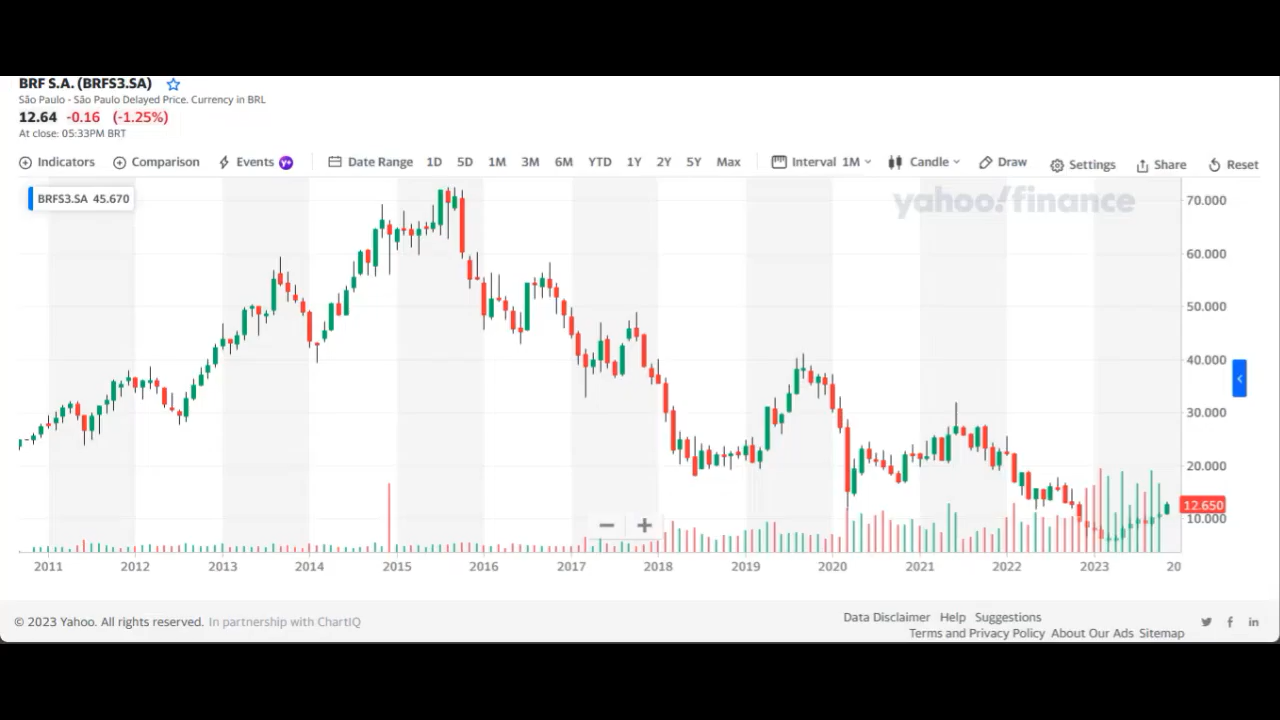 BRF S.A. (BRFS3.SA)
São Paulo - São Paulo Delayed Price. Currency in BRL
12.64 -0.16 (-1.25%)
At close: 05:33PM BRT
Indicators Comparison Events Y+ Date Range 1D 5D 1M 3M 6M YTD 1Y 2Y 5Y Max Interval 1M Candle Draw Settings Share Reset
BRFS3.SA 45.670
yahoo!finance
70.000
60.000
50.000
40.000
30.000
20.000
12.650
10.000
2011 2012 2013 2014 2015 2016 2017 2018 2019 2020 2021 2022 2023 20
© 2023 Yahoo. All rights reserved. In partnership with ChartIQ
Data Disclaimer Help Suggestions
Terms and Privacy Policy About Our Ads Sitemap